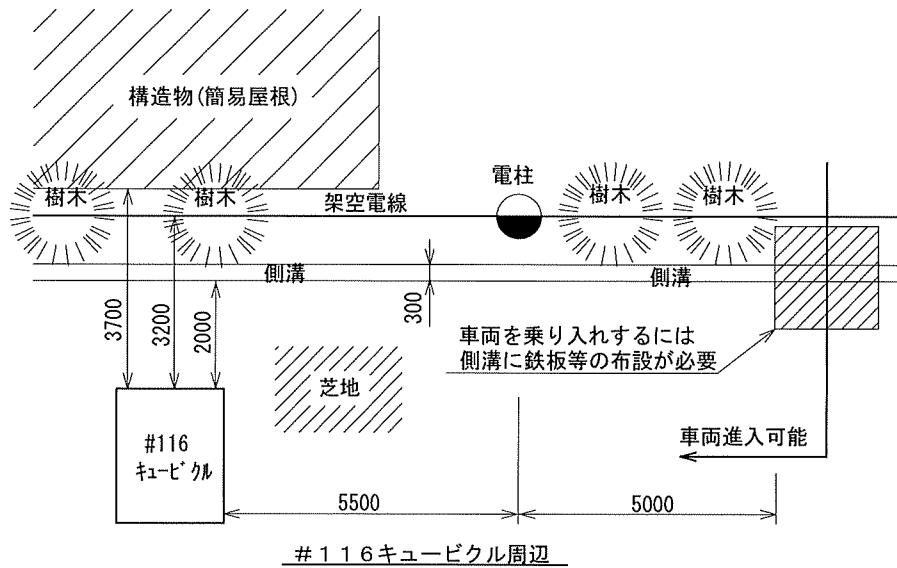 構造物(簡易屋根)
樹木
樹木
架空電線
電柱
樹木
樹木
側溝
側溝
3700
3200
2000
300
車両を乗り入れするには
側溝に鉄板等の布設が必要
芝地
#116
キュービクル
車両進入可能
5500
5000
#116キュービクル周辺